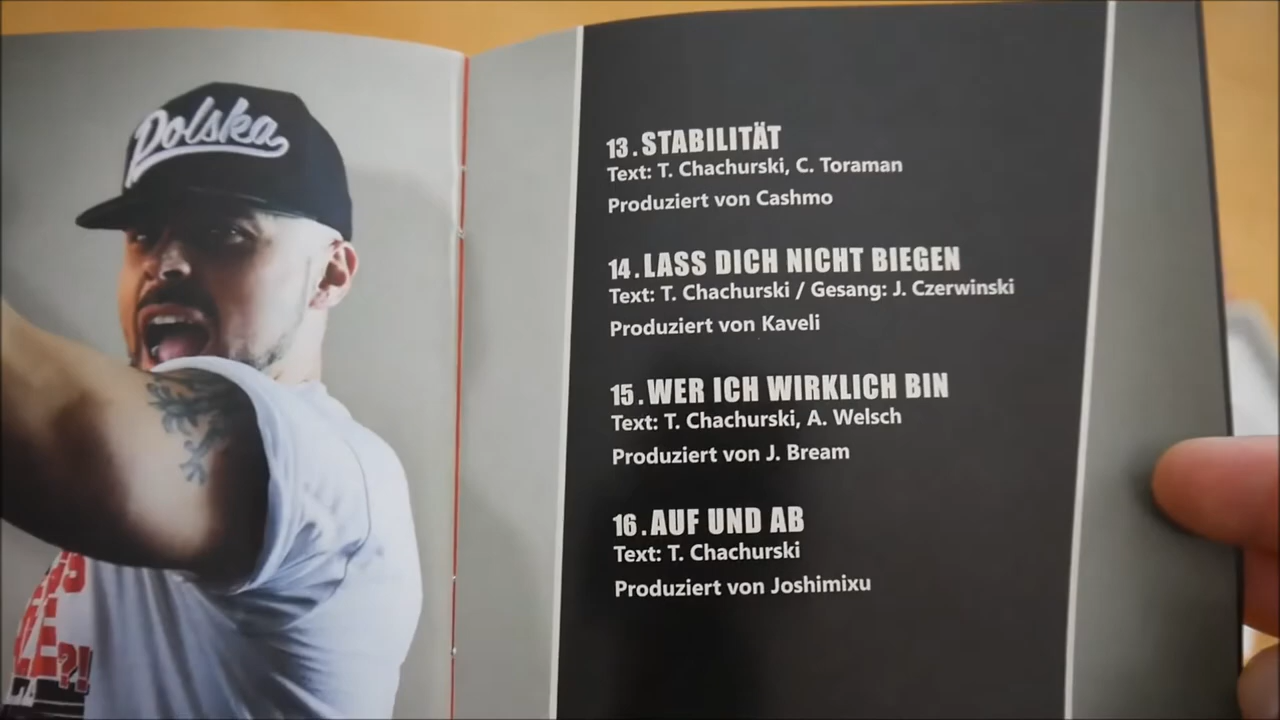 Polska
13. STABILITÄT
Text: T. Chachurski, C. Toraman
Produziert von Cashmo
14. LASS DICH NICHT BIEGEN
Text: T. Chachurski / Gesang: J. Czerwinski
Produziert von Kaveli
15. WER ICH WIRKLICH BIN
Text: T. Chachurski, A. Welsch
Produziert von J. Bream
16. AUF UND AB
Text: T. Chachurski
Produziert von Joshimixu